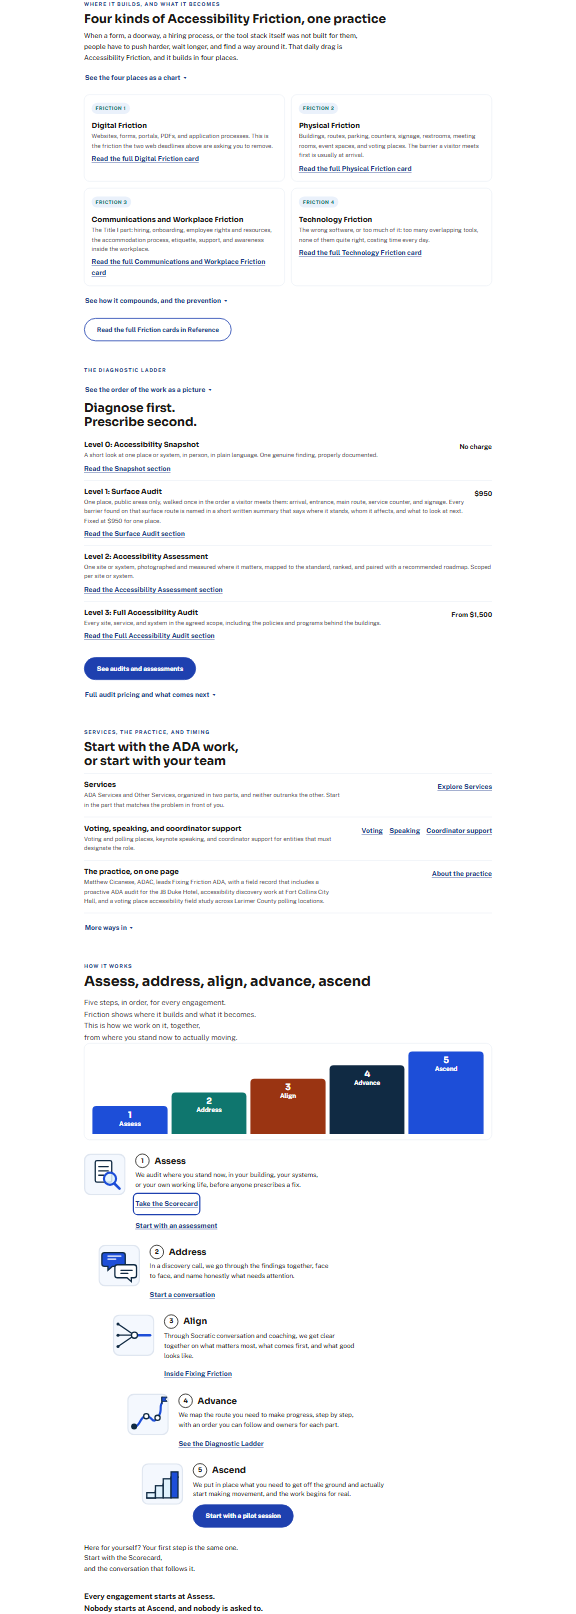 WHERE IT BUILDS, AND WHAT IT BECOMES
Four kinds of Accessibility Friction, one practice
When a form, a doorway, a hiring process, or the tool stack itself was not built for them,
people have to push harder, wait longer, and find a way around it. That daily drag is
Accessibility Friction, and it builds in four places.
See the four places as a chart
FRICTION 1
Digital Friction
Websites, forms, portals, PDFs, and application processes. This is
the friction the two web deadlines above are asking you to remove.
Read the full Digital Friction card
FRICTION 2
Physical Friction
Buildings, routes, parking, counters, signage, restrooms, meeting
rooms, event spaces, and voting places. The barrier a visitor meets
first is usually at arrival.
Read the full Physical Friction card
FRICTION 3
Communications and Workplace Friction
The Title I part: hiring, onboarding, employee rights and resources,
the accommodation process, etiquette, support, and awareness
inside the workplace.
Read the full Communications and Workplace Friction
card
FRICTION 4
Technology Friction
The wrong software, or too much of it: too many overlapping tools,
none of them quite right, costing time every day.
Read the full Technology Friction card
See how it compounds, and the prevention
Read the full Friction cards in Reference
THE DIAGNOSTIC LADDER
See the order of the work as a picture
Diagnose first.
Prescribe second.
Level 0: Accessibility Snapshot
No charge
A short look at one place or system, in person, in plain language. One genuine finding, properly documented.
Read the Snapshot section
Level 1: Surface Audit
$950
One place, public areas only, walked once in the order a visitor meets them: arrival, entrance, main route, service counter, and signage. Every
barrier found on that surface route is named in a short written summary that says where it stands, whom it affects, and what to look at next.
Fixed at $950 for one place.
Read the Surface Audit section
Level 2: Accessibility Assessment
One site or system, photographed and measured where it matters, mapped to the standard, ranked, and paired with a recommended roadmap. Scoped
per site or system.
Read the Accessibility Assessment section
Level 3: Full Accessibility Audit
From $1,500
Every site, service, and system in the agreed scope, including the policies and programs behind the buildings.
Read the Full Accessibility Audit section
See audits and assessments
Full audit pricing and what comes next
SERVICES, THE PRACTICE, AND TIMING
Start with the ADA work,
or start with your team
Services
Explore Services
ADA Services and Other Services, organized in two parts, and neither outranks the other. Start
in the part that matches the problem in front of you.
Voting, speaking, and coordinator support
Voting Speaking Coordinator support
Voting and polling places, keynote speaking, and coordinator support for entities that must
designate the role.
The practice, on one page
About the practice
Matthew Cicanese, ADAC, leads Fixing Friction ADA, with a field record that includes a
proactive ADA audit for the JB Duke Hotel, accessibility discovery work at Fort Collins City
Hall, and a voting place accessibility field study across Larimer County polling locations.
More ways in
HOW IT WORKS
Assess, address, align, advance, ascend
Five steps, in order, for every engagement.
Friction shows where it builds and what it becomes.
This is how we work on it, together,
from where you stand now to actually moving.
1
Assess
2
Address
3
Align
4
Advance
5
Ascend
1 Assess
We audit where you stand now, in your building, your systems,
or your own working life, before anyone prescribes a fix.
Take the Scorecard
Start with an assessment
2 Address
In a discovery call, we go through the findings together, face
to face, and name honestly what needs attention.
Start a conversation
3 Align
Through Socratic conversation and coaching, we get clear
together on what matters most, what comes first, and what good
looks like.
Inside Fixing Friction
4 Advance
We map the route you need to make progress, step by step,
with an order you can follow and owners for each part.
See the Diagnostic Ladder
5 Ascend
We put in place what you need to get off the ground and actually
start making movement, and the work begins for real.
Start with a pilot session
Here for yourself? Your first step is the same one.
Start with the Scorecard,
and the conversation that follows it.
Every engagement starts at Assess.
Nobody starts at Ascend, and nobody is asked to.